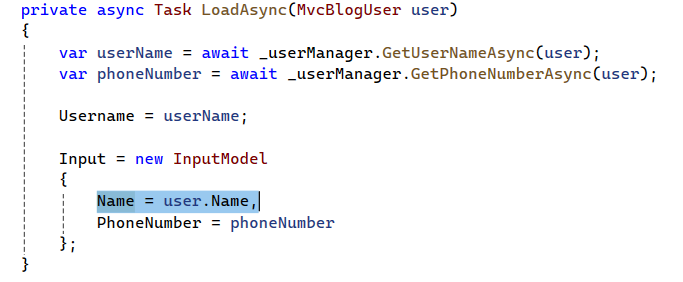 private async Task LoadAsync(MvcBlogUser user)
{
    var userName = await _userManager.GetUserNameAsync(user);
    var phoneNumber = await _userManager.GetPhoneNumberAsync(user);

    Username = userName;

    Input = new InputModel
    {
        Name = user.Name,
        PhoneNumber = phoneNumber
    };
}